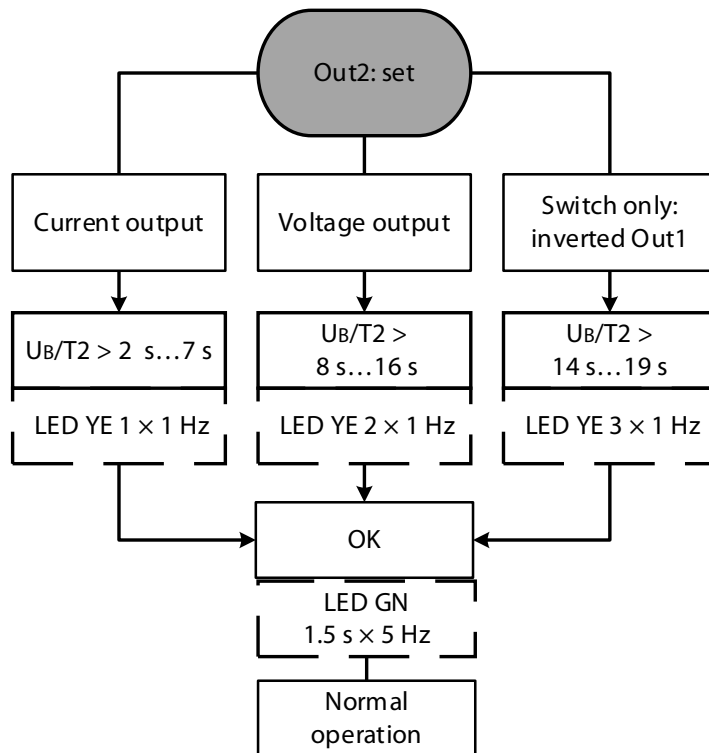 Out2: set
Current output
Voltage output
Switch only:
inverted Out1
UB/T2 > 2 s…7 s
UB/T2 >
8 s…16 s
UB/T2 >
14 s…19 s
LED YE 1 × 1 Hz
LED YE 2 × 1 Hz
LED YE 3 × 1 Hz
OK
LED GN
1.5 s × 5 Hz
Normal
operation